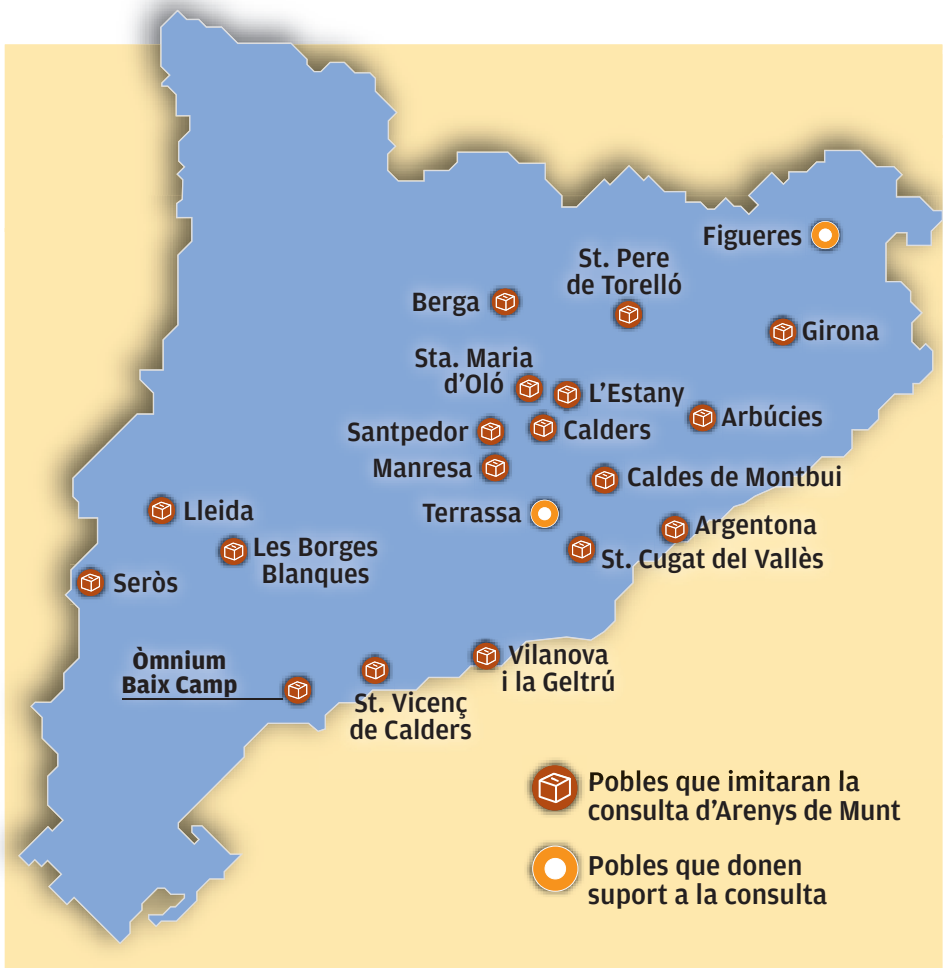 Figueres
St. Pere
de Torelló
Berga
Girona
Sta. Maria
d'Oló
L'Estany
Arbúcies
Santpedor
Calders
Manresa
Caldes de Montbui
Lleida
Terrassa
Argentona
Les Borges
Blanques
St. Cugat del Vallès
Seròs
Òmnium
Baix Camp
Vilanova
i la Geltrú
St. Vicenç
de Calders
Pobles que imitaran la
consulta d'Arenys de Munt
Pobles que donen
suport a la consulta